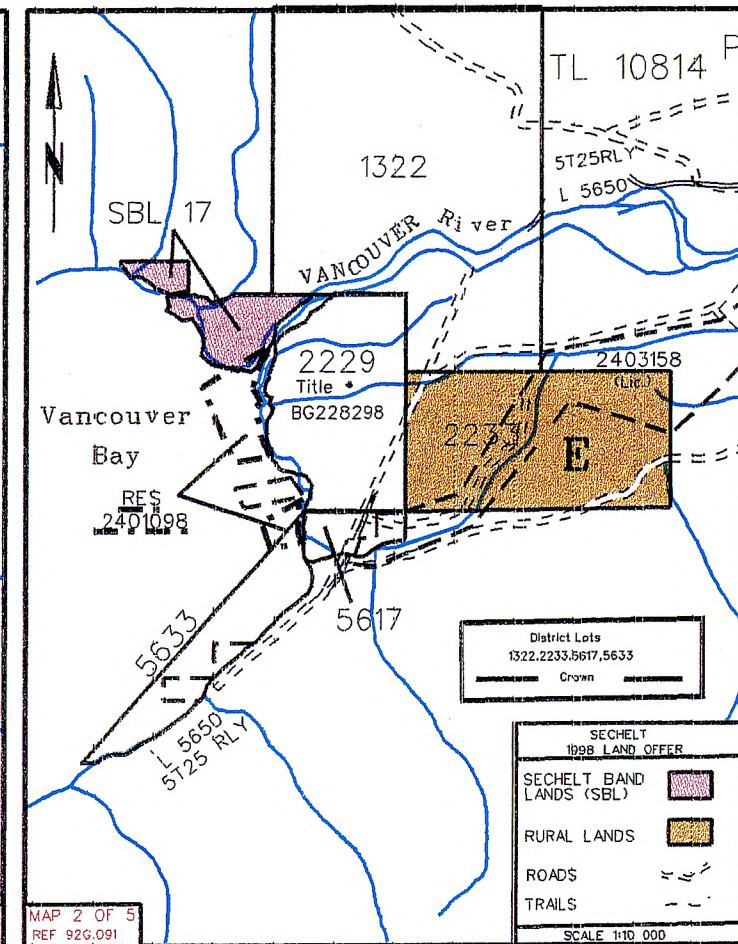 TL 10814 P
5T25RLY
L 5650
1322
N
SBL 17
VANCOUVER River
2229
Title
BG228298
2403158
(Lic.)
2233
E
Vancouver
Bay
RES
2401098
5617
5633
L 5650
5T25 RLY
District Lots
1322,2233,5617,5633
Crown
SECHELT
1998 LAND OFFER
SECHELT BAND
LANDS (SBL)
RURAL LANDS
ROADS
TRAILS
SCALE 1:10 000
MAP 2 OF 5
REF 92G.091